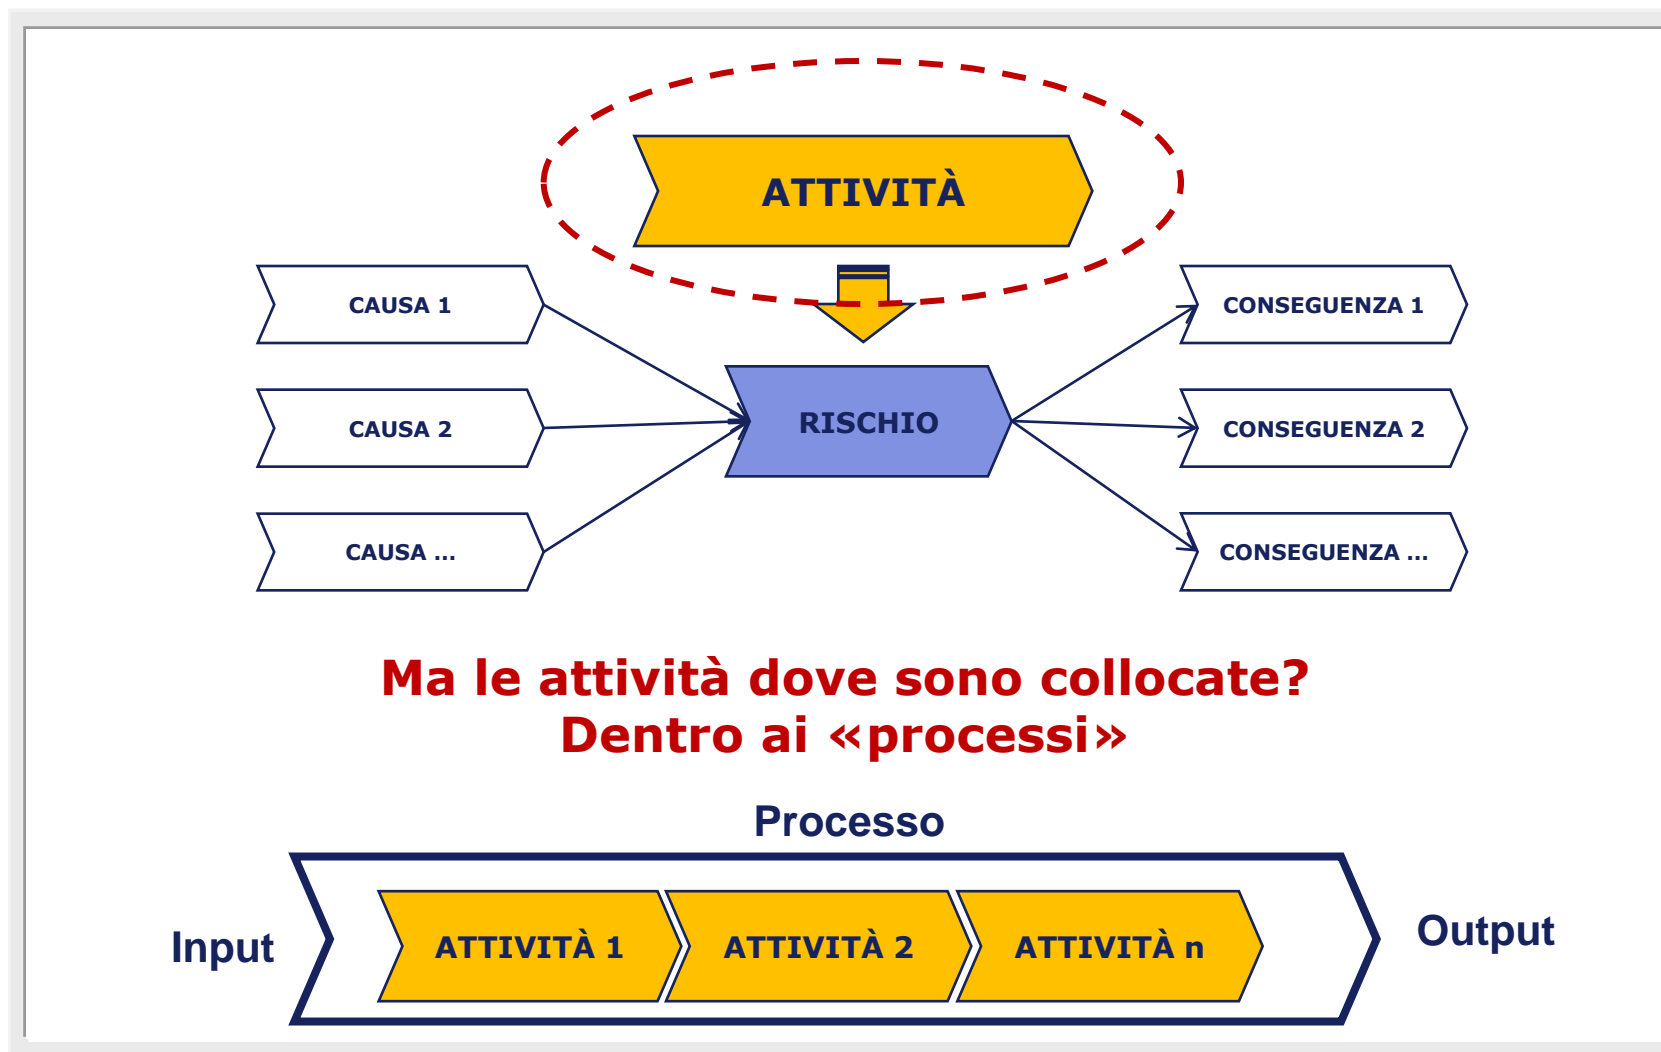 ATTIVITÀ
CAUSA 1
CONSEGUENZA 1
CAUSA 2
RISCHIO
CONSEGUENZA 2
CAUSA ...
CONSEGUENZA ...
Ma le attività dove sono collocate?
Dentro ai «processi»
Processo
Input
ATTIVITÀ 1
ATTIVITÀ 2
ATTIVITÀ n
Output